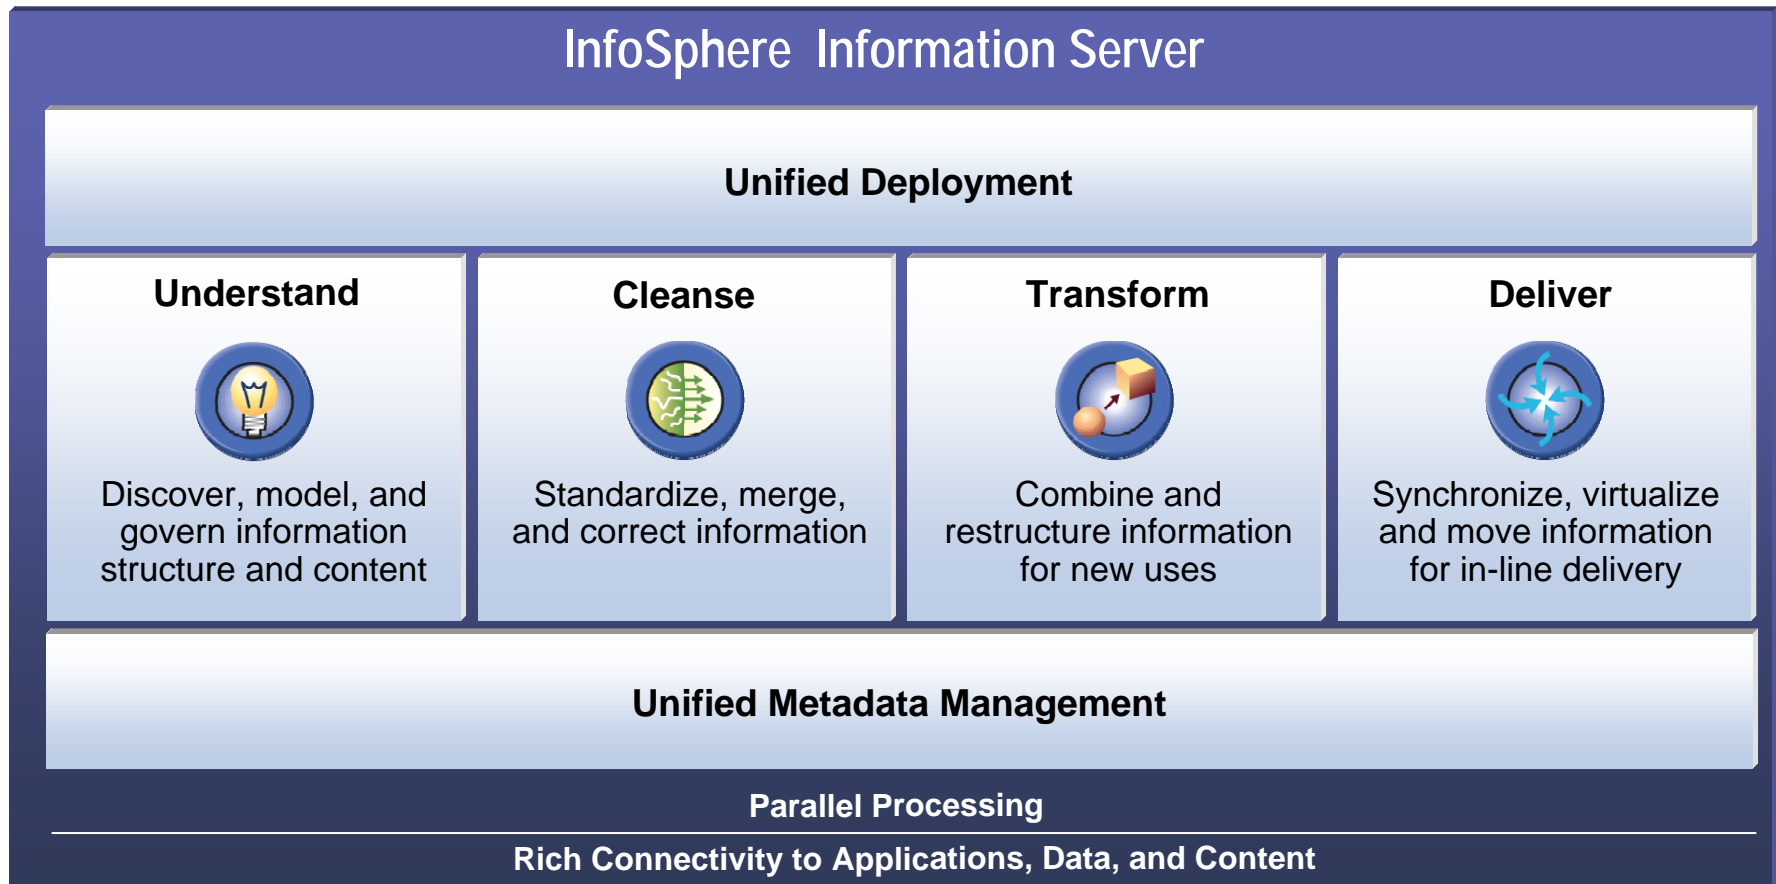 InfoSphere Information Server
Unified Deployment
Understand
Discover, model, and
govern information
structure and content
Cleanse
Standardize, merge,
and correct information
Transform
Combine and
restructure information
for new uses
Deliver
Synchronize, virtualize
and move information
for in-line delivery
Unified Metadata Management
Parallel Processing
Rich Connectivity to Applications, Data, and Content